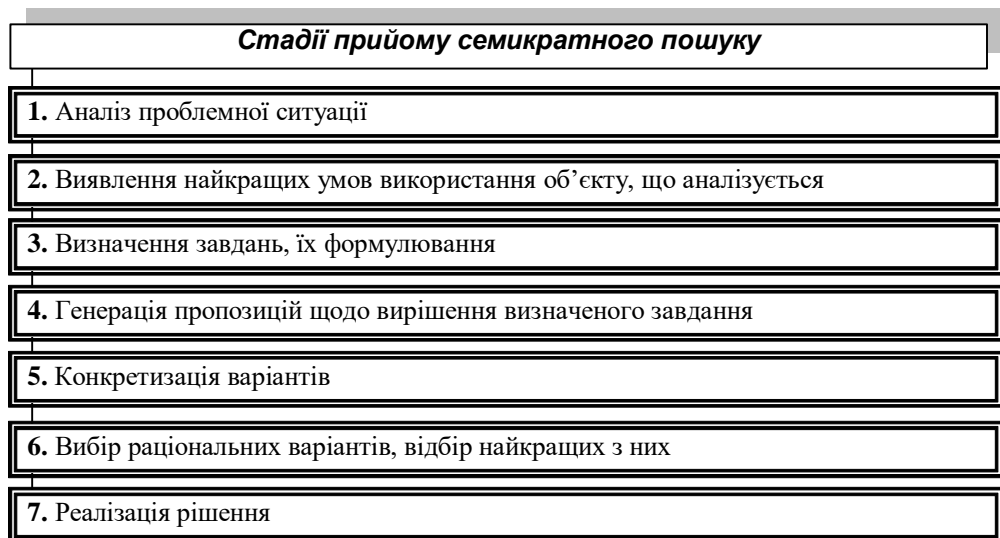 Стадії прийому семикратного пошуку
1. Аналіз проблемної ситуації
2. Виявлення найкращих умов використання об’єкту, що аналізується
3. Визначення завдань, їх формулювання
4. Генерація пропозицій щодо вирішення визначеного завдання
5. Конкретизація варіантів
6. Вибір раціональних варіантів, відбір найкращих з них
7. Реалізація рішення